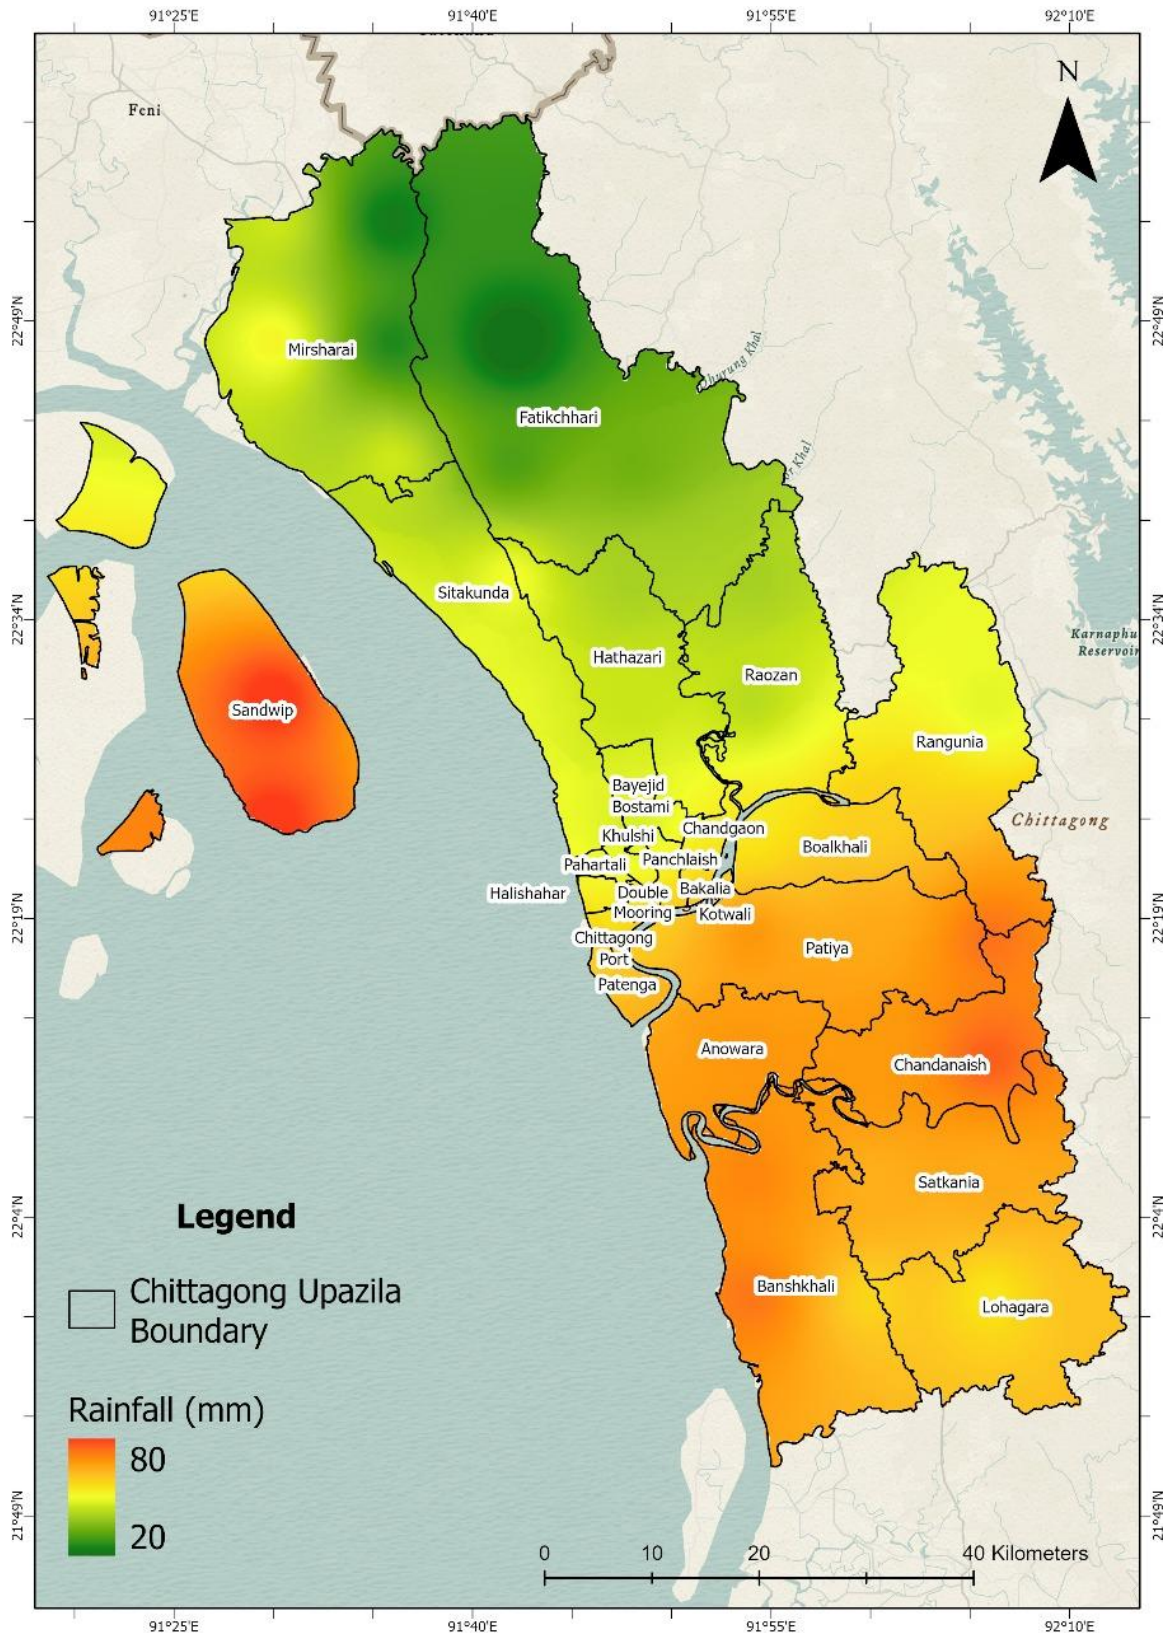 91°25'E
91°40'E
91°55'E
92°10'E
N
Feni
22°49'N
22°49'N
Mirsharai
Fatikchhari
22°34'N
22°34'N
Sitakunda
Karnaphu
Reservoir
Hathazari
Raozan
Sandwip
Rangunia
Bayejid
Bostami
Chittagong
Khulshi
Chandgaon
Boalkhali
Pahartali
Panchlaish
Halishahar
Double
Mooring
Bakalia
Kotwali
22°19'N
22°19'N
Chittagong
Port
Patiya
Patenga
Anowara
Chandanaish
Satkania
22°4'N
22°4'N
Legend
Chittagong Upazila
Boundary
Banshkhali
Lohagara
Rainfall (mm)
80
20
21°49'N
21°49'N
0 10 20 40 Kilometers
91°25'E
91°40'E
91°55'E
92°10'E